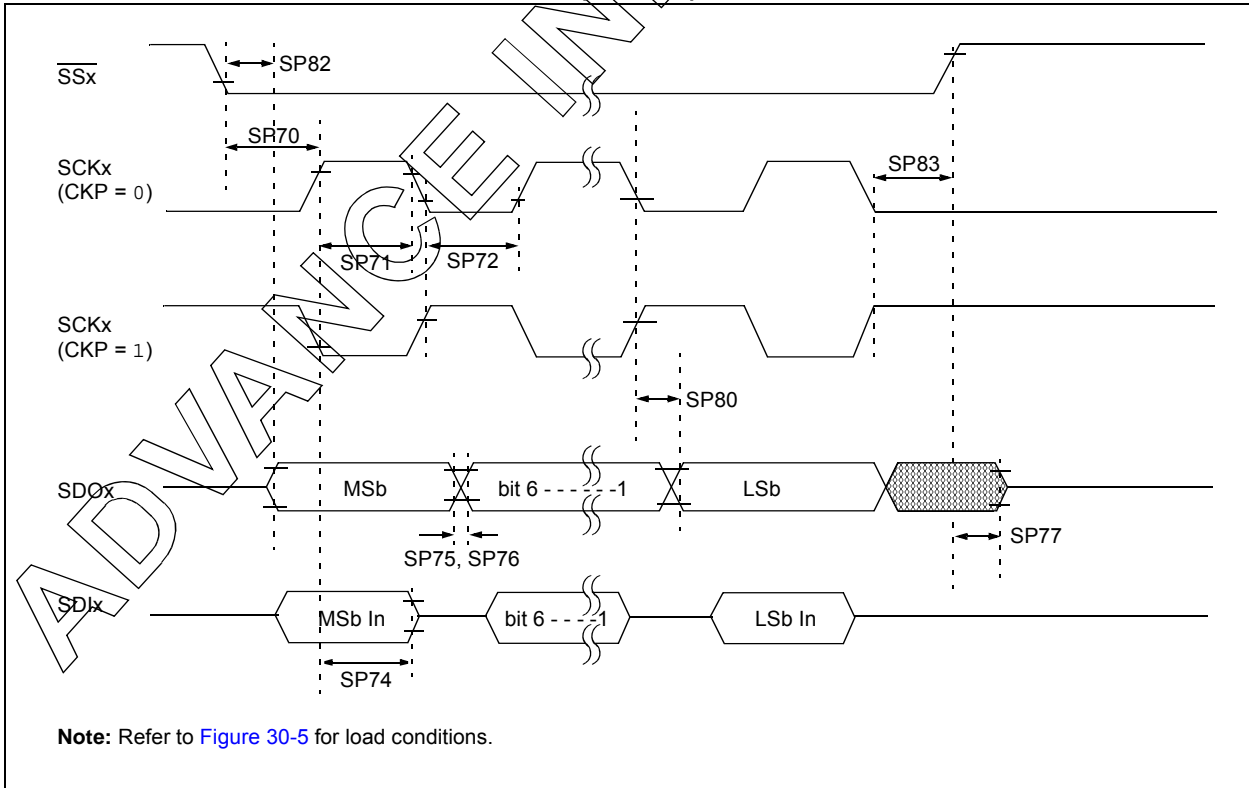 SSx
SP82
SP70
SCKx
(CKP = 0)
SP83
SP71
SP72
SCKx
(CKP = 1)
SP80
SDOx
MSb
bit 6 - - - - - -1
LSb
SP75, SP76
SP77
SDIx
MSb In
bit 6 - - - -1
LSb In
SP74
Note: Refer to Figure 30-5 for load conditions.
ADVANCE IN